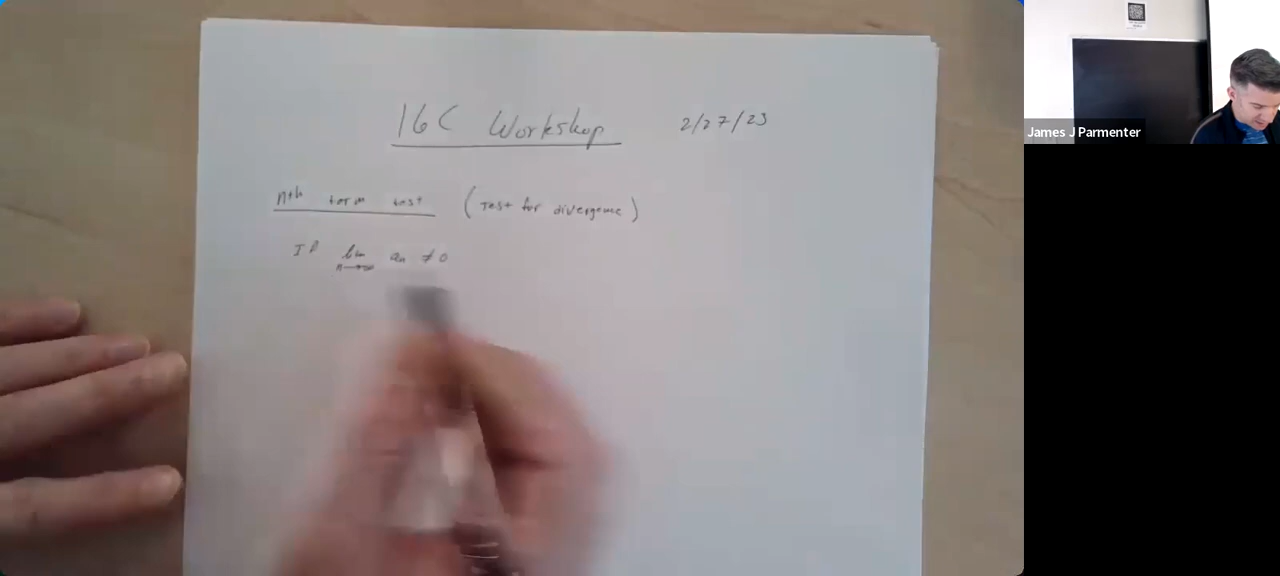 16C Workshop 2/27/23
nth term test (Test for divergence)
If lim n→∞ an ≠ 0
James J Parmenter